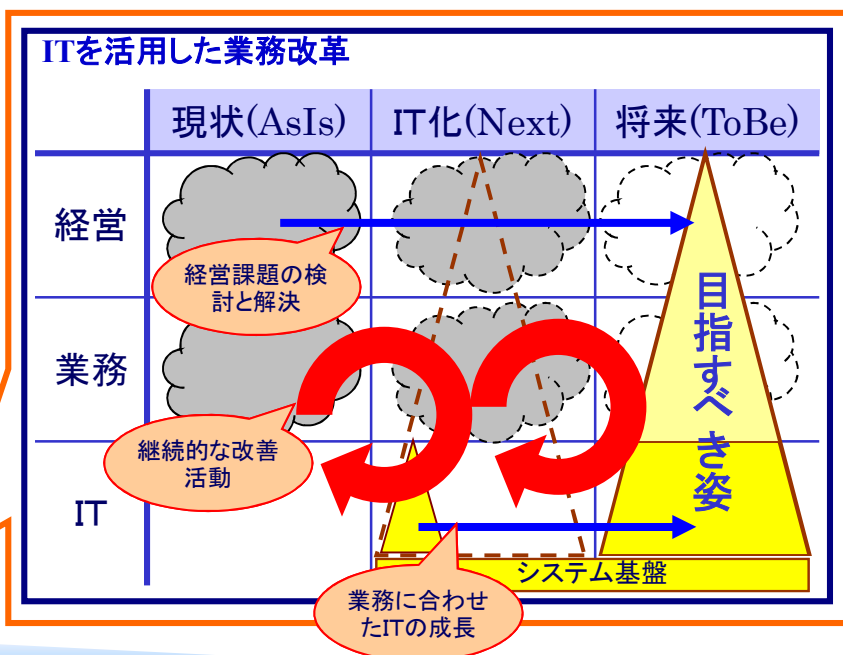 ITを活用した業務改革
現状(AsIs)
IT化(Next)
将来(ToBe)
経営
経営課題の検
討と解決
業務
継続的な改善
活動
IT
目指すべき姿
システム基盤
業務に合わせ
たITの成長